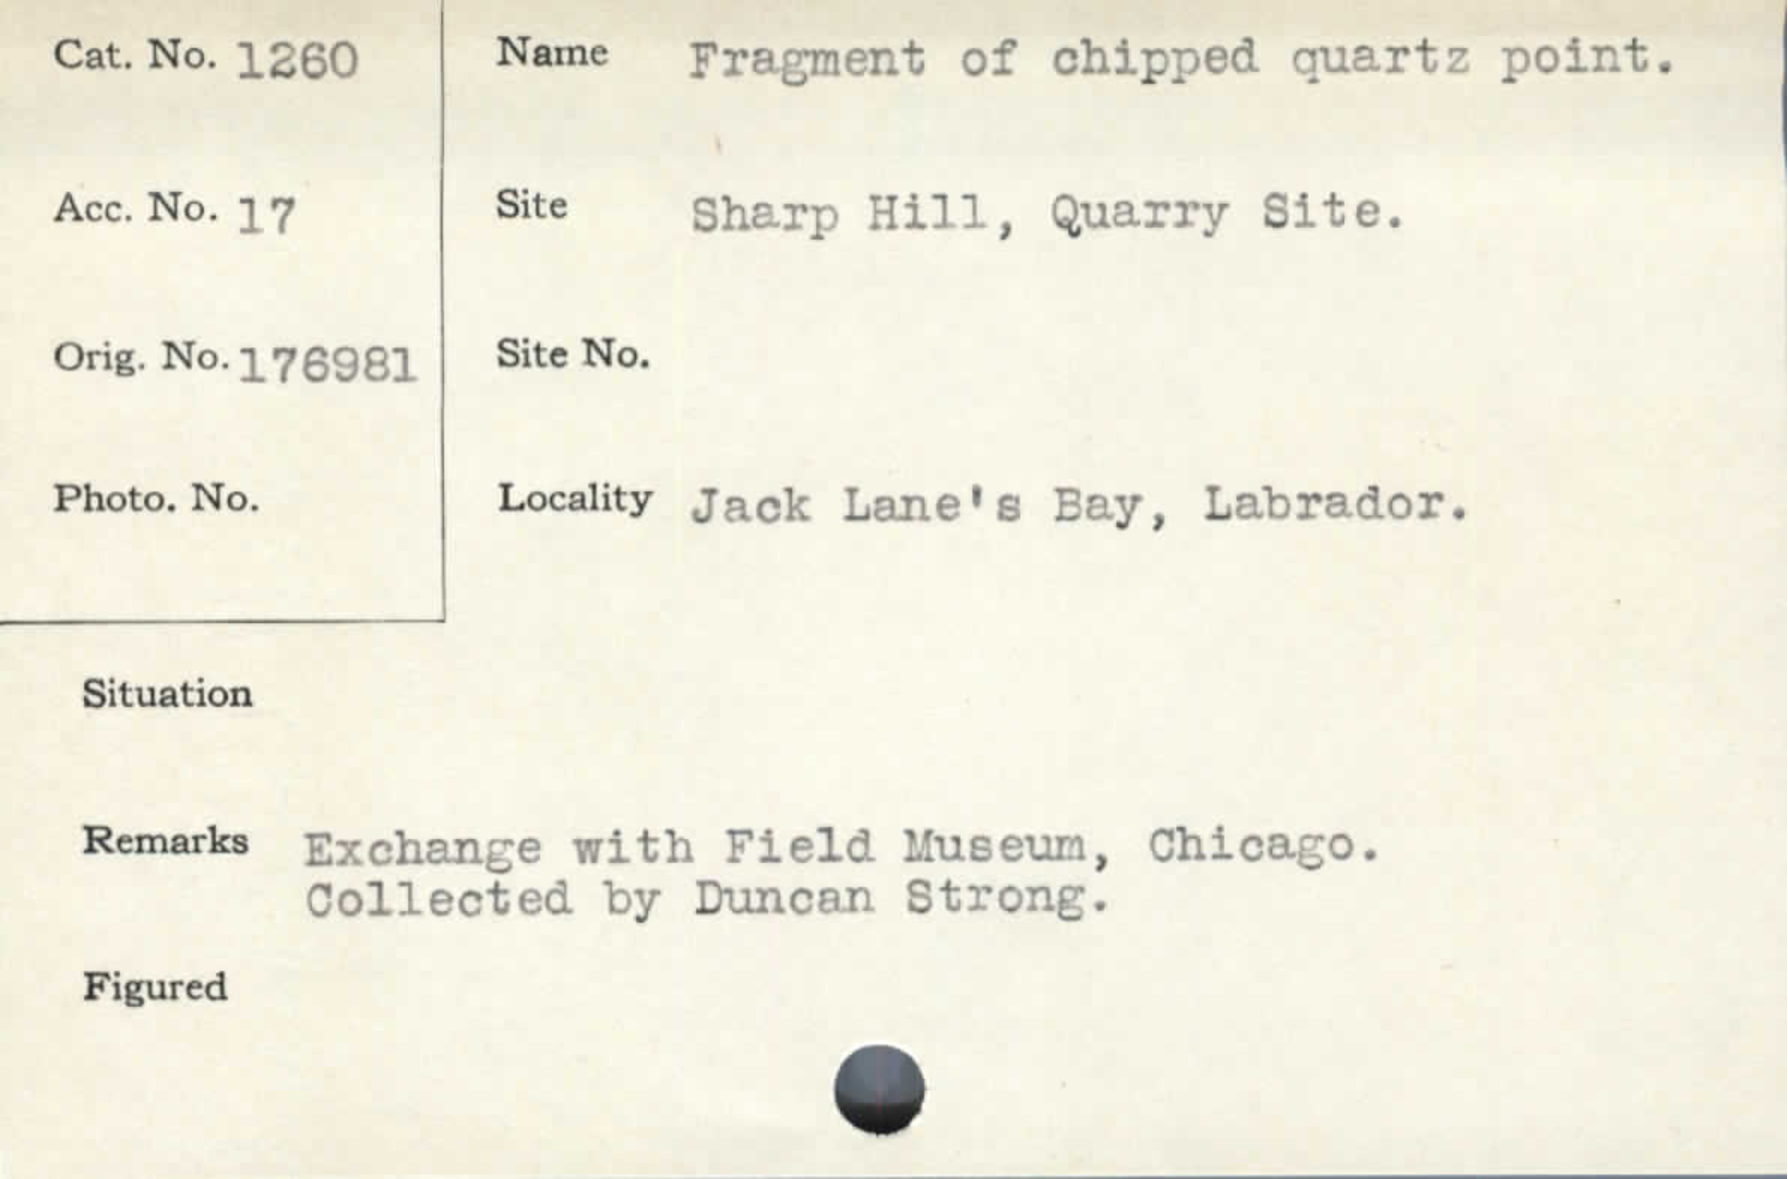 Cat. No. 1260
Name Fragment of chipped quartz point.
Acc. No. 17
Site Sharp Hill, Quarry Site.
Orig. No. 176981
Site No.
Photo. No.
Locality Jack Lane's Bay, Labrador.
Situation
Remarks Exchange with Field Museum, Chicago.
Collected by Duncan Strong.
Figured